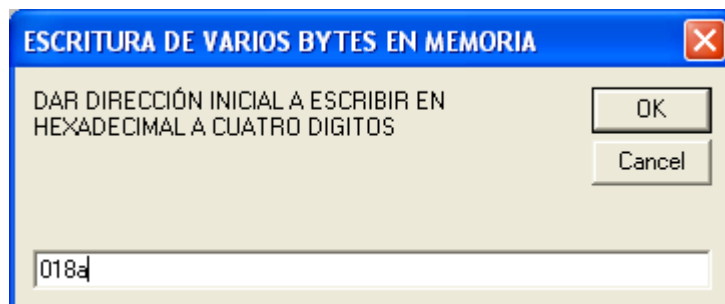 ESCRITURA DE VARIOS BYTES EN MEMORIA
DAR DIRECCIÓN INICIAL A ESCRIBIR EN
HEXADECIMAL A CUATRO DIGITOS
OK
Cancel
018a